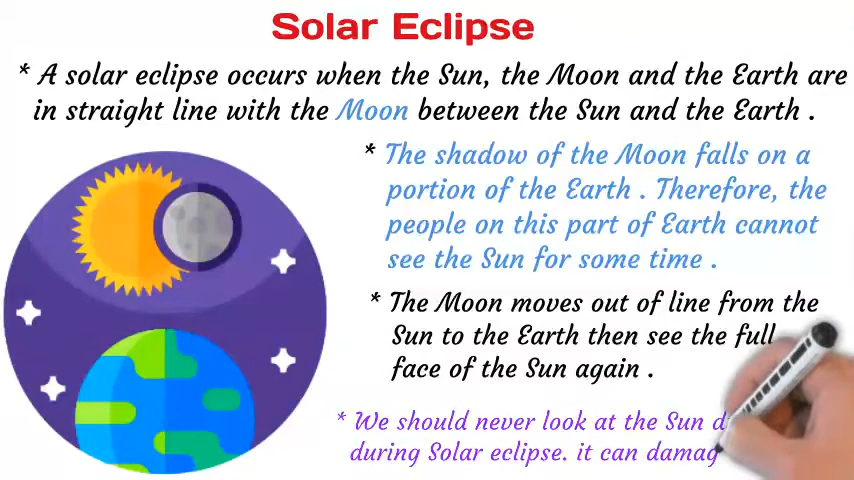 Solar Eclipse
* A solar eclipse occurs when the Sun, the Moon and the Earth are
in straight line with the Moon between the Sun and the Earth .
* The shadow of the Moon falls on a
portion of the Earth . Therefore, the
people on this part of Earth cannot
see the Sun for some time .
* The Moon moves out of line from the
Sun to the Earth then see the full
face of the Sun again .
* We should never look at the Sun
during Solar eclipse. it can damag